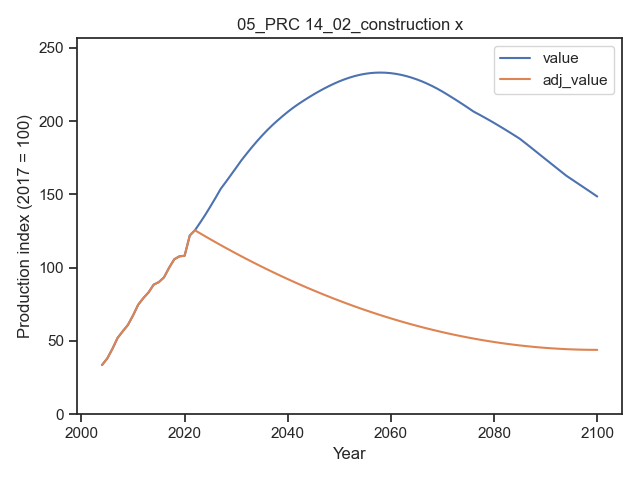 05_PRC 14_02_construction x
value
adj_value
Production index (2017 = 100)
250
200
150
100
50
0
2000
2020
2040
2060
2080
2100
Year